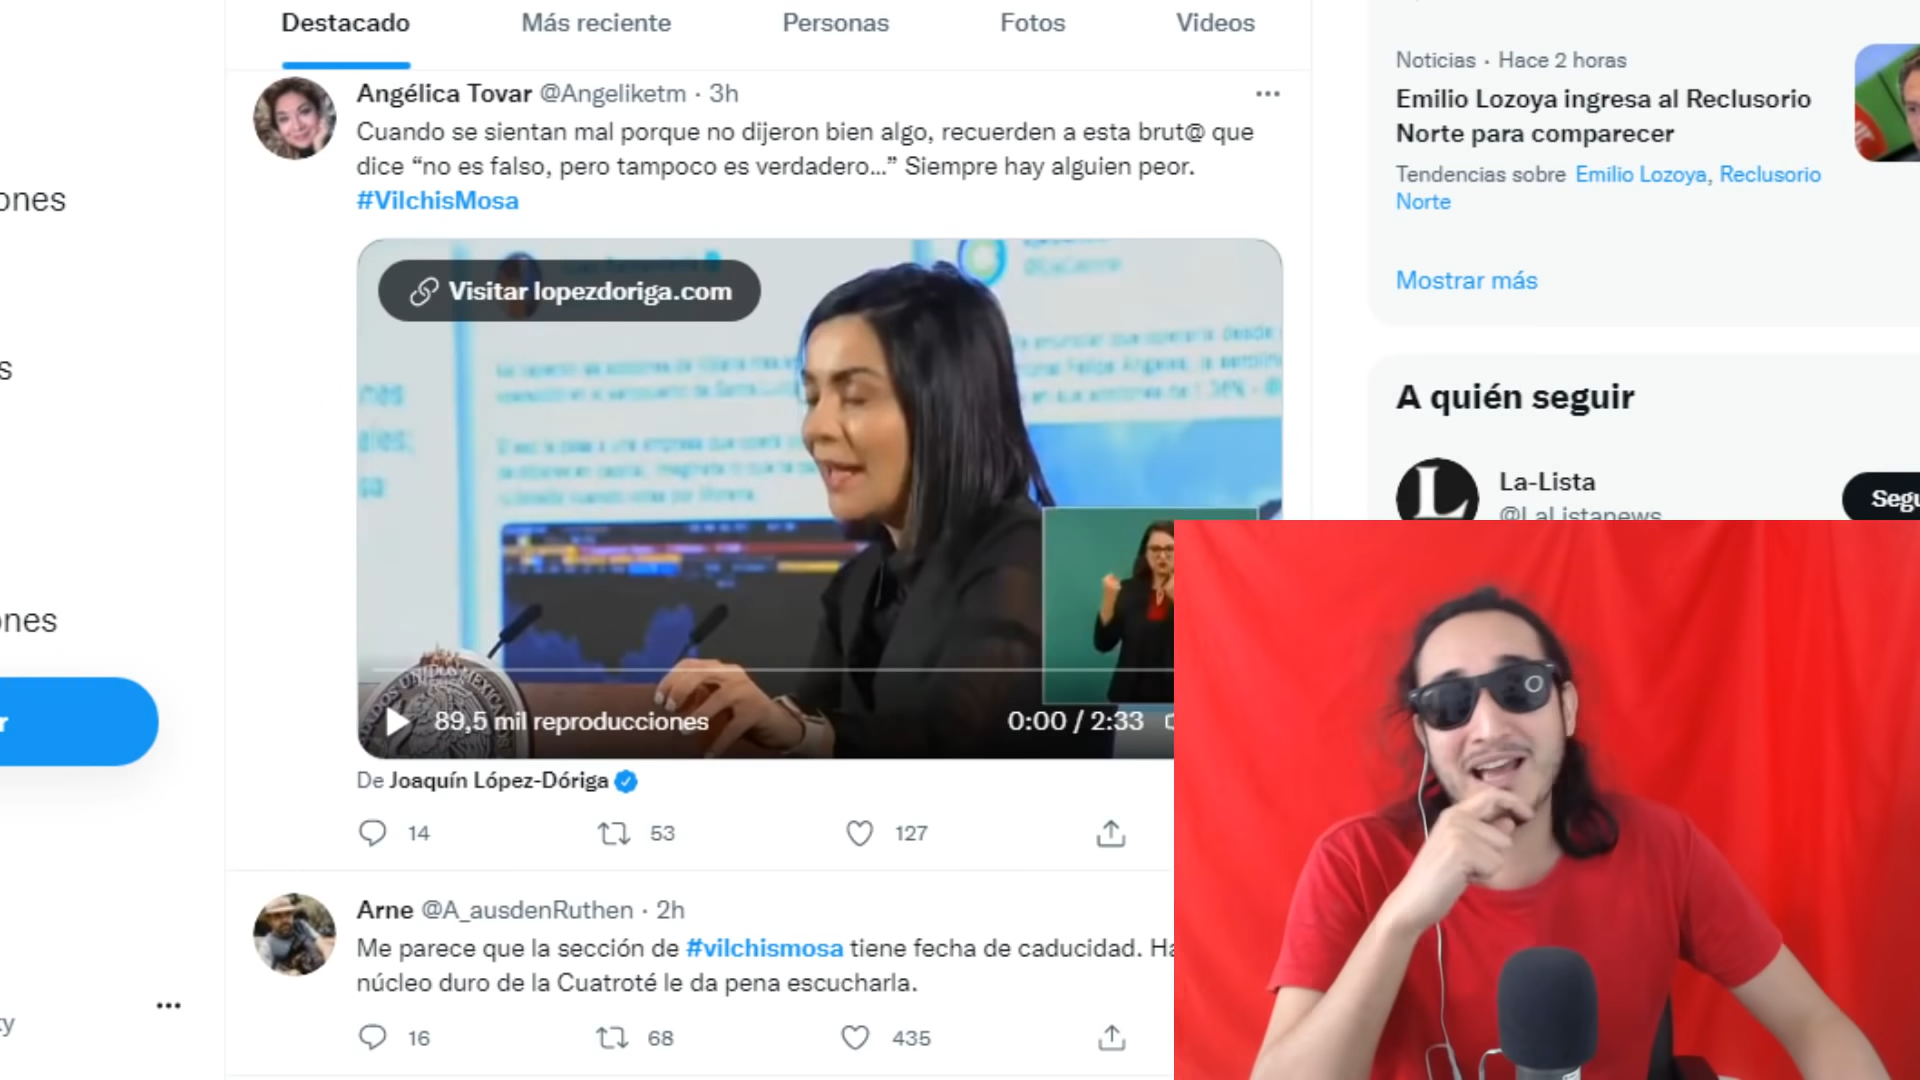 Destacado
Más reciente
Personas
Fotos
Videos
Angélica Tovar @Angeliketm · 3h
Cuando se sientan mal porque no dijeron bien algo, recuerden a esta brut@ que
dice “no es falso, pero tampoco es verdadero...” Siempre hay alguien peor.
#VilchisMosa
Visitar lopezdoriga.com
89,5 mil reproducciones
0:00 / 2:33
UNIDOS MEXICANOS
De Joaquín López-Dóriga
14
53
127
Arne @A_ausdenRuthen · 2h
Me parece que la sección de #vilchismosa tiene fecha de caducidad.
núcleo duro de la Cuatroté le da pena escucharla.
16
68
435
Noticias · Hace 2 horas
Emilio Lozoya ingresa al Reclusorio
Norte para comparecer
Tendencias sobre Emilio Lozoya, Reclusorio
Norte
Mostrar más
A quién seguir
La-Lista
@LaListanews